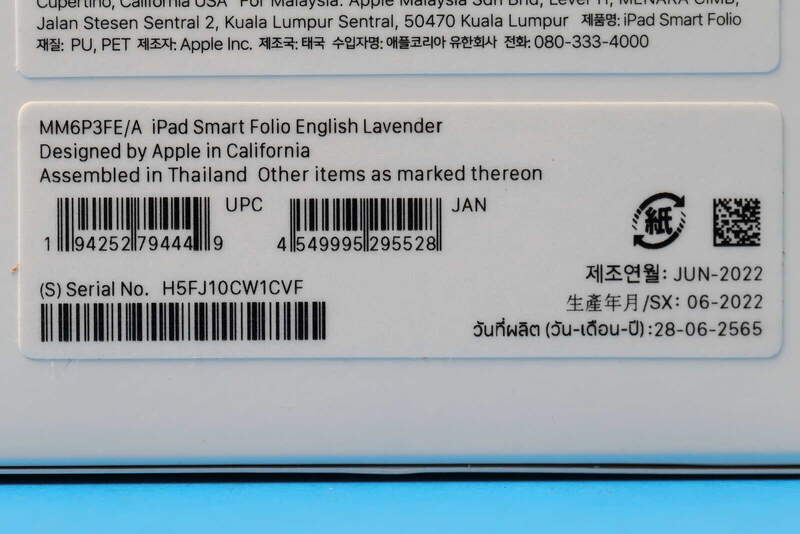 Cupertino, California USA For Malaysia: Apple Malaysia Sdn Bhd, Level 11, MENARA CIMB,
Jalan Stesen Sentral 2, Kuala Lumpur Sentral, 50470 Kuala Lumpur 제품명: iPad Smart Folio
재질: PU, PET 제조자: Apple Inc. 제조국: 태국 수입자명: 애플코리아 유한회사 전화: 080-333-4000
MM6P3FE/A iPad Smart Folio English Lavender
Designed by Apple in California
Assembled in Thailand Other items as marked thereon
UPC
1 94252 79444 9
JAN
4 549995 295528
紙
(S) Serial No. H5FJ10CW1CVF
제조연월: JUN-2022
生產年月/SX: 06-2022
วันที่ผลิต (วัน-เดือน-ปี):28-06-2565